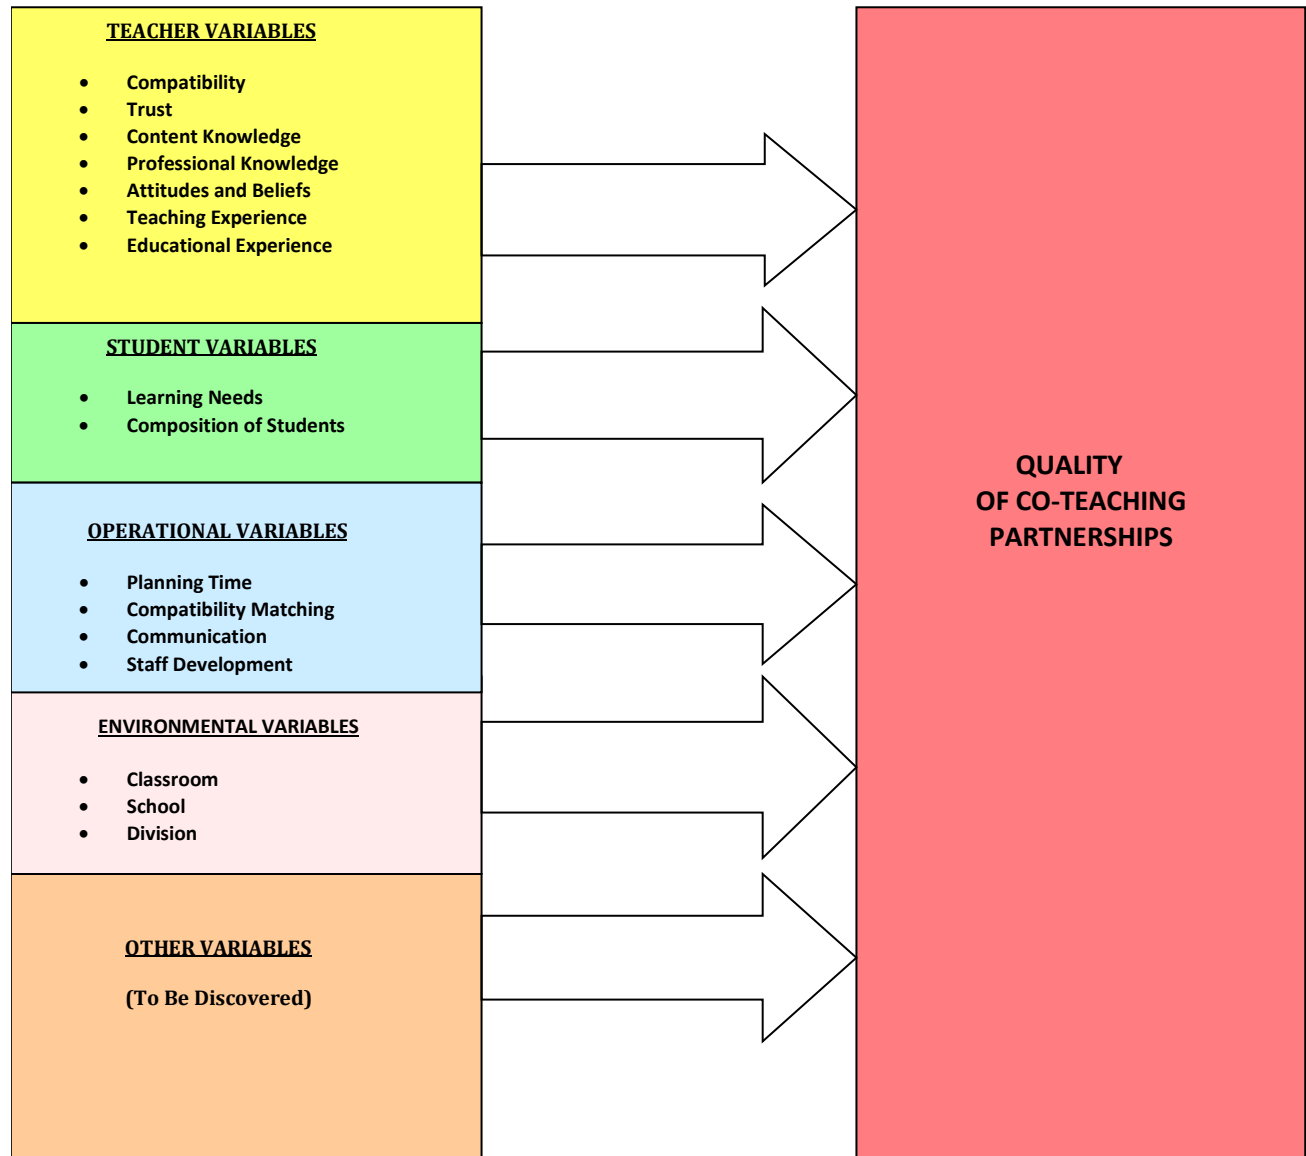 TEACHER VARIABLES
• Compatibility
• Trust
• Content Knowledge
• Professional Knowledge
• Attitudes and Beliefs
• Teaching Experience
• Educational Experience
STUDENT VARIABLES
• Learning Needs
• Composition of Students
OPERATIONAL VARIABLES
• Planning Time
• Compatibility Matching
• Communication
• Staff Development
ENVIRONMENTAL VARIABLES
• Classroom
• School
• Division
OTHER VARIABLES
(To Be Discovered)
QUALITY
OF CO-TEACHING
PARTNERSHIPS